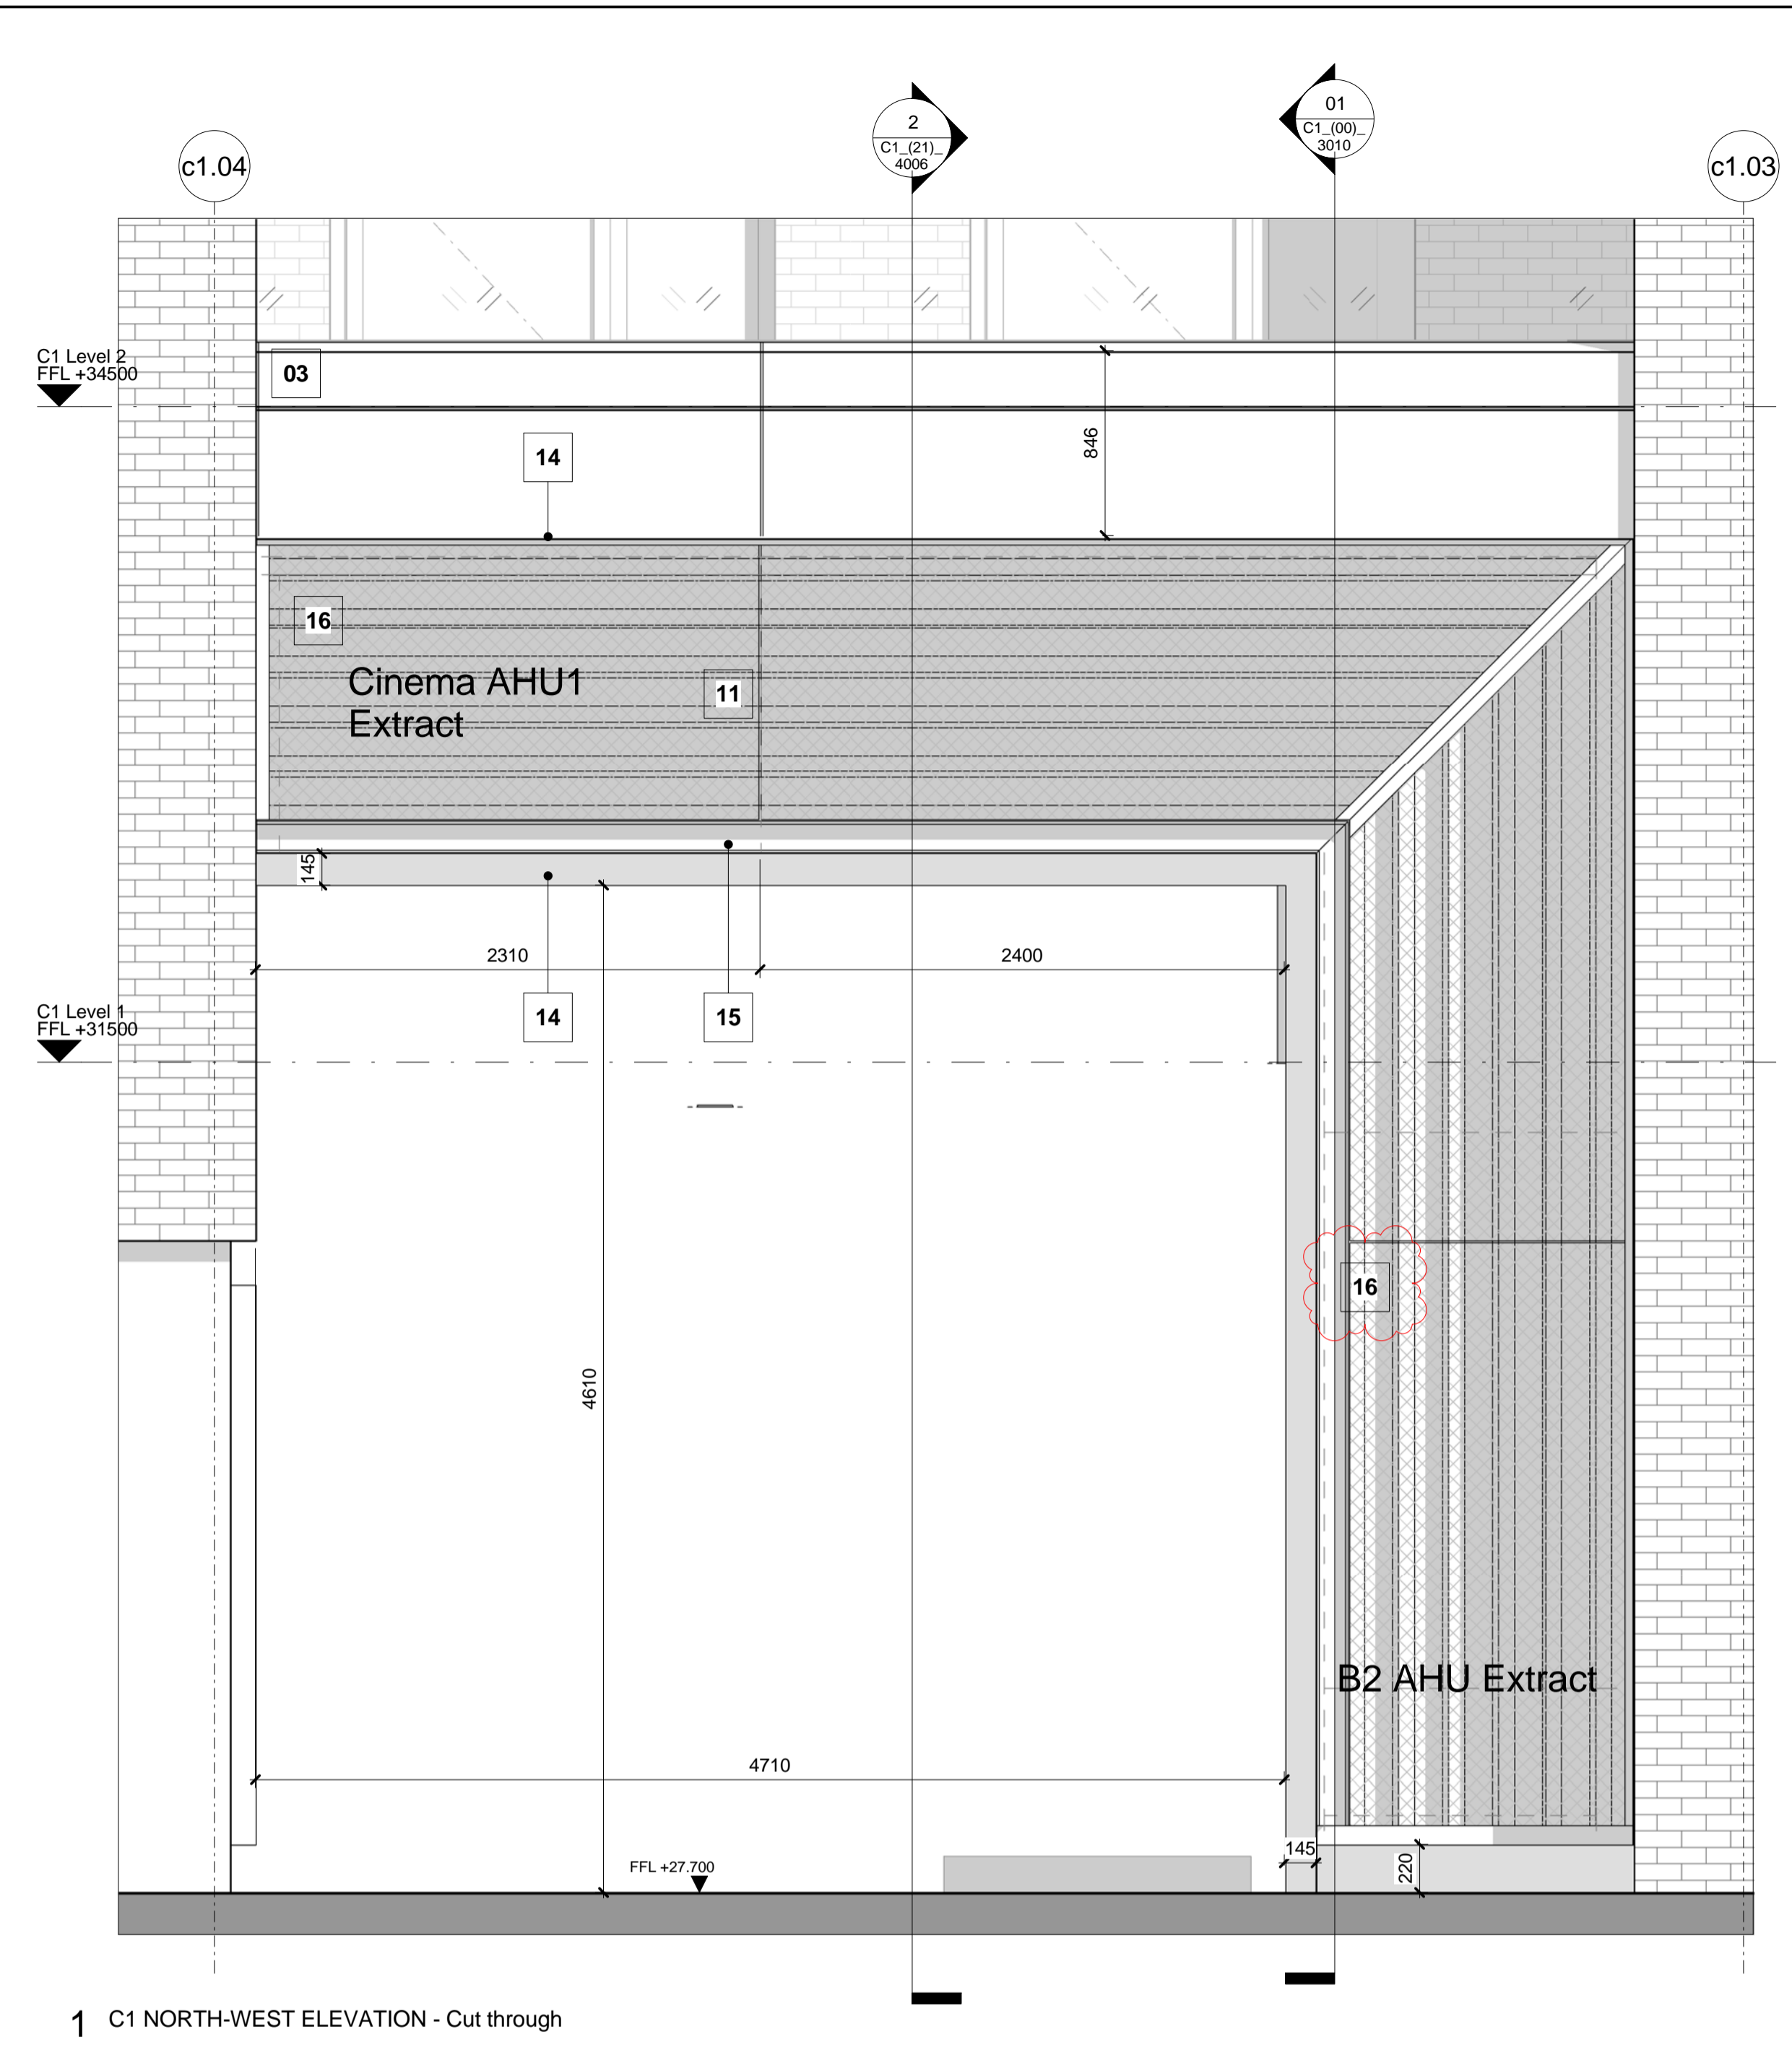 01
C1_(00)_
3010
2
C1_(21)_
4006
c1.04
c1.03
C1 Level 2
FFL +34500
03
14
846
16
Cinema AHU1
Extract
11
145
2310
2400
14
15
C1 Level 1
FFL +31500
16
4610
B2 AHU Extract
4710
145
220
FFL +27.700
1 C1 NORTH-WEST ELEVATION - Cut through